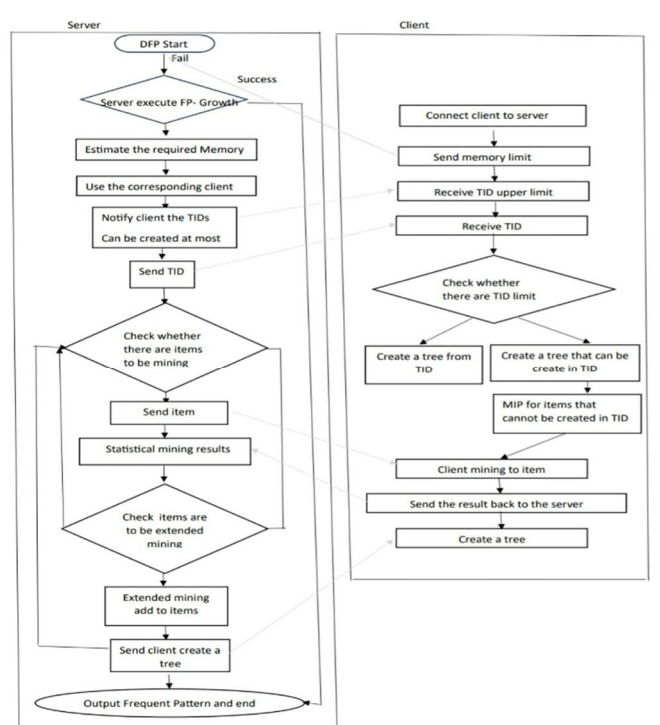 Server
DFP Start
Fail
Success
Server execute FP- Growth
Estimate the required Memory
Use the corresponding client
Notify client the TIDs
Can be created at most
Send TID
Check whether
there are items
to be mining
Send item
Statistical mining results
Check items are
to be extended
mining
Extended mining
add to items
Send client create a
tree
Output Frequent Pattern and end
Client
Connect client to server
Send memory limit
Receive TID upper limit
Receive TID
Check whether
there are TID limit
Create a tree from
TID
Create a tree that can be
create in TID
MIP for items that
cannot be created in TID
Client mining to item
Send the result back to the server
Create a tree